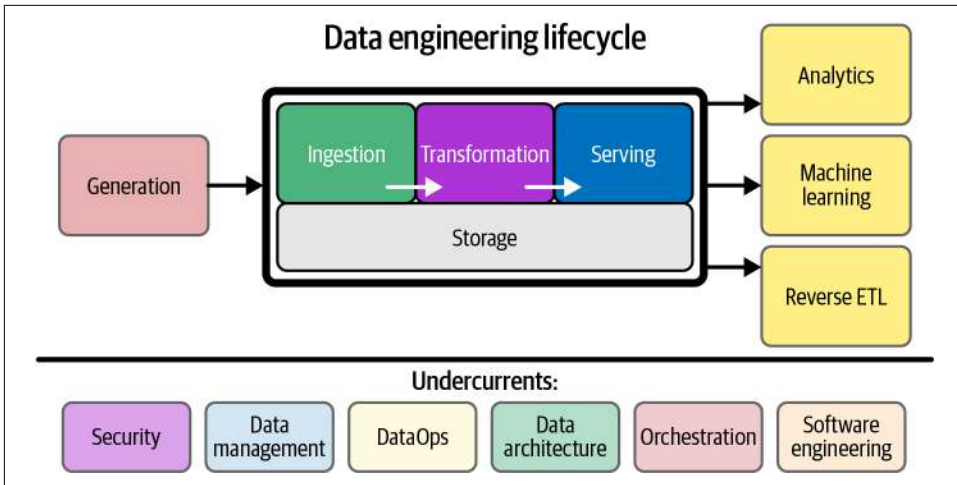 Data engineering lifecycle
Generation
Ingestion
Transformation
Serving
Storage
Analytics
Machine
learning
Reverse ETL
Undercurrents:
Security
Data
management
DataOps
Data
architecture
Orchestration
Software
engineering